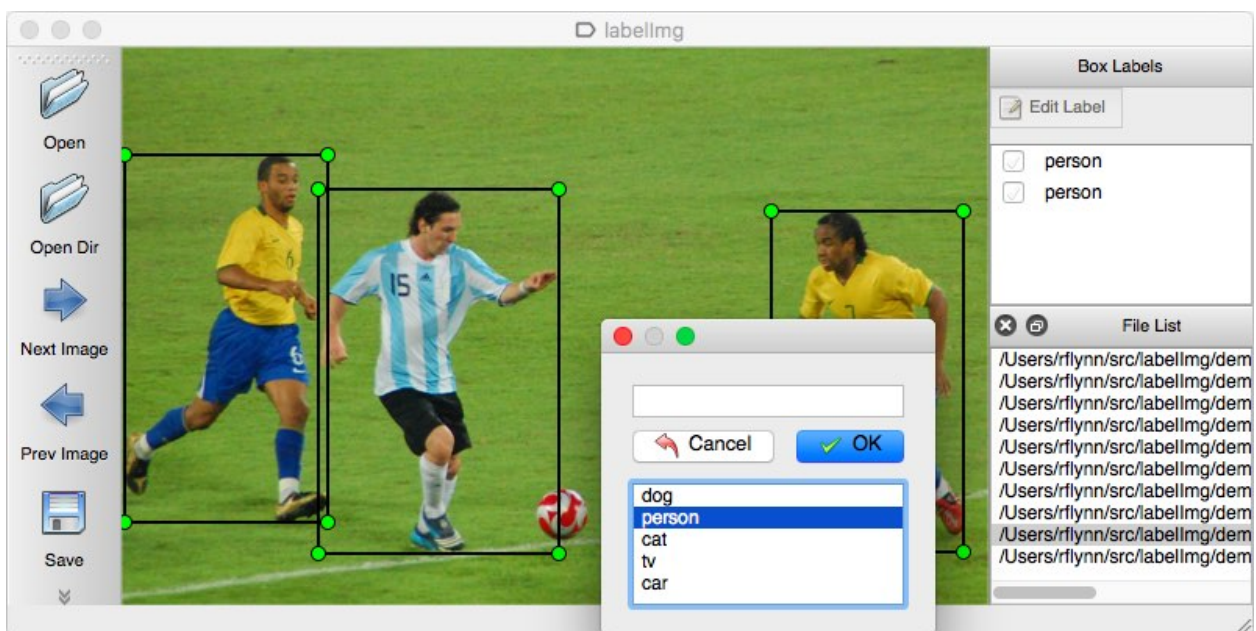 labelImg
Open
Open Dir
Next Image
Prev Image
Save
6
6
15
7
Cancel
OK
dog
person
cat
tv
car
Box Labels
Edit Label
person
person
File List
/Users/rflynn/src/labelImg/dem
/Users/rflynn/src/labelImg/dem
/Users/rflynn/src/labelImg/dem
/Users/rflynn/src/labelImg/dem
/Users/rflynn/src/labelImg/dem
/Users/rflynn/src/labelImg/dem
/Users/rflynn/src/labelImg/dem
/Users/rflynn/src/labelImg/dem
/Users/rflynn/src/labelImg/dem
/Users/rflynn/src/labelImg/dem